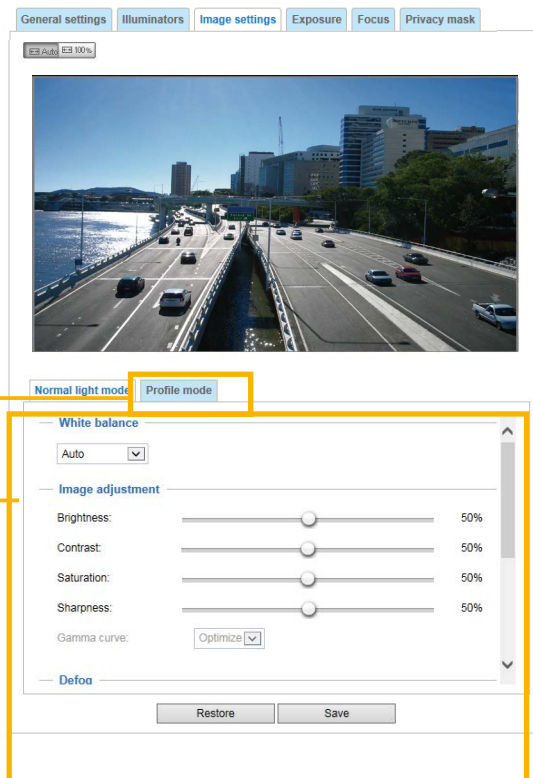 General settings Illuminators Image settings Exposure Focus Privacy mask
Auto 100%
Normal light mode Profile mode
White balance
Auto
Image adjustment
Brightness: 50%
Contrast: 50%
Saturation: 50%
Sharpness: 50%
Gamma curve: Optimize
Defog
Restore Save